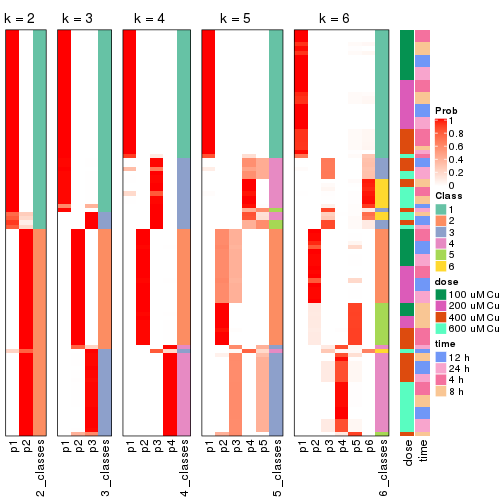 k = 2 k = 3 k = 4 k = 5 k = 6
Prob
1
0.8
0.6
0.4
0.2
0
Class
1
2
3
4
5
6
dose
100 uM Cu
200 uM Cu
400 uM Cu
600 uM Cu
time
12 h
24 h
4 h
8 h
p1 p2 2_classes p1 p2 p3 3_classes p1 p2 p3 p4 4_classes p1 p2 p3 p4 p5 5_classes p1 p2 p3 p4 p5 p6 6_classes dose time